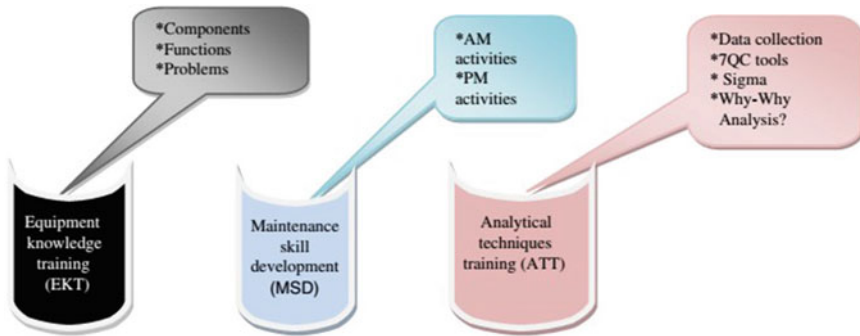 *Components
*Functions
*Problems
*AM
activities
*PM
activities
*Data collection
*7QC tools
* Sigma
*Why-Why
Analysis?
Equipment
knowledge
training
(EKT)
Maintenance
skill
development
(MSD)
Analytical
techniques
training (ATT)